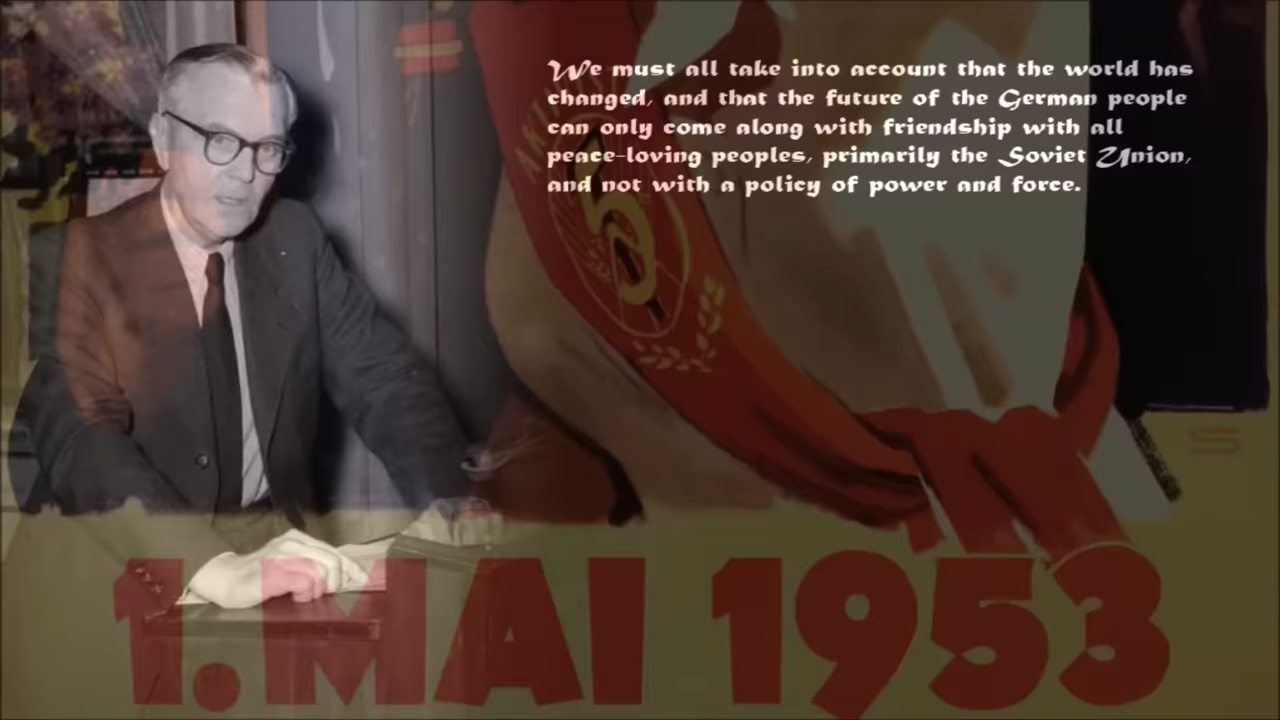 We must all take into account that the world has
changed, and that the future of the German people
can only come along with friendship with all
peace-loving peoples, primarily the Soviet Union,
and not with a policy of power and force.
5
1. MAI 1953